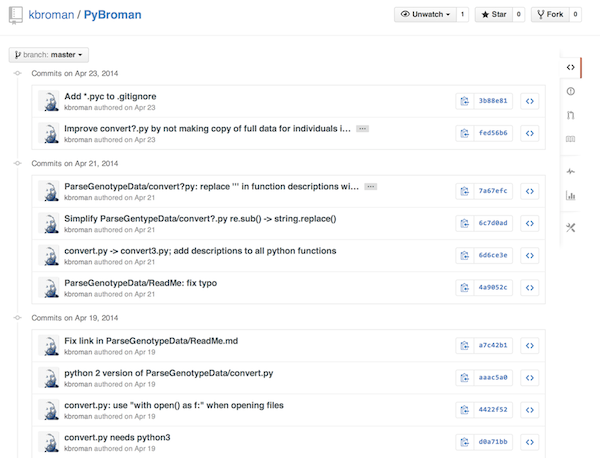 kbroman / PyBroman
Unwatch 1 Star 0 Fork 0
branch: master
Commits on Apr 23, 2014
Add *.pyc to .gitignore
kbroman authored on Apr 23
3b88e81
Improve convert?.py by not making copy of full data for individuals i… ...
kbroman authored on Apr 23
fed56b6
Commits on Apr 21, 2014
ParseGenotypeData/convert?py: replace ''' in function descriptions wi… ...
kbroman authored on Apr 21
7a67efc
Simplify ParseGentypeData/convert?.py re.sub() -> string.replace()
kbroman authored on Apr 21
6c7d0ad
convert.py -> convert3.py; add descriptions to all python functions
kbroman authored on Apr 21
6d6ce3e
ParseGenotypeData/ReadMe: fix typo
kbroman authored on Apr 21
4a9052c
Commits on Apr 19, 2014
Fix link in ParseGenotypeData/ReadMe.md
kbroman authored on Apr 19
a7c42b1
python 2 version of ParseGenotypeData/convert.py
kbroman authored on Apr 19
aaac5a0
convert.py: use "with open() as f:" when opening files
kbroman authored on Apr 19
4422f52
convert.py needs python3
kbroman authored on Apr 19
d0a71bb